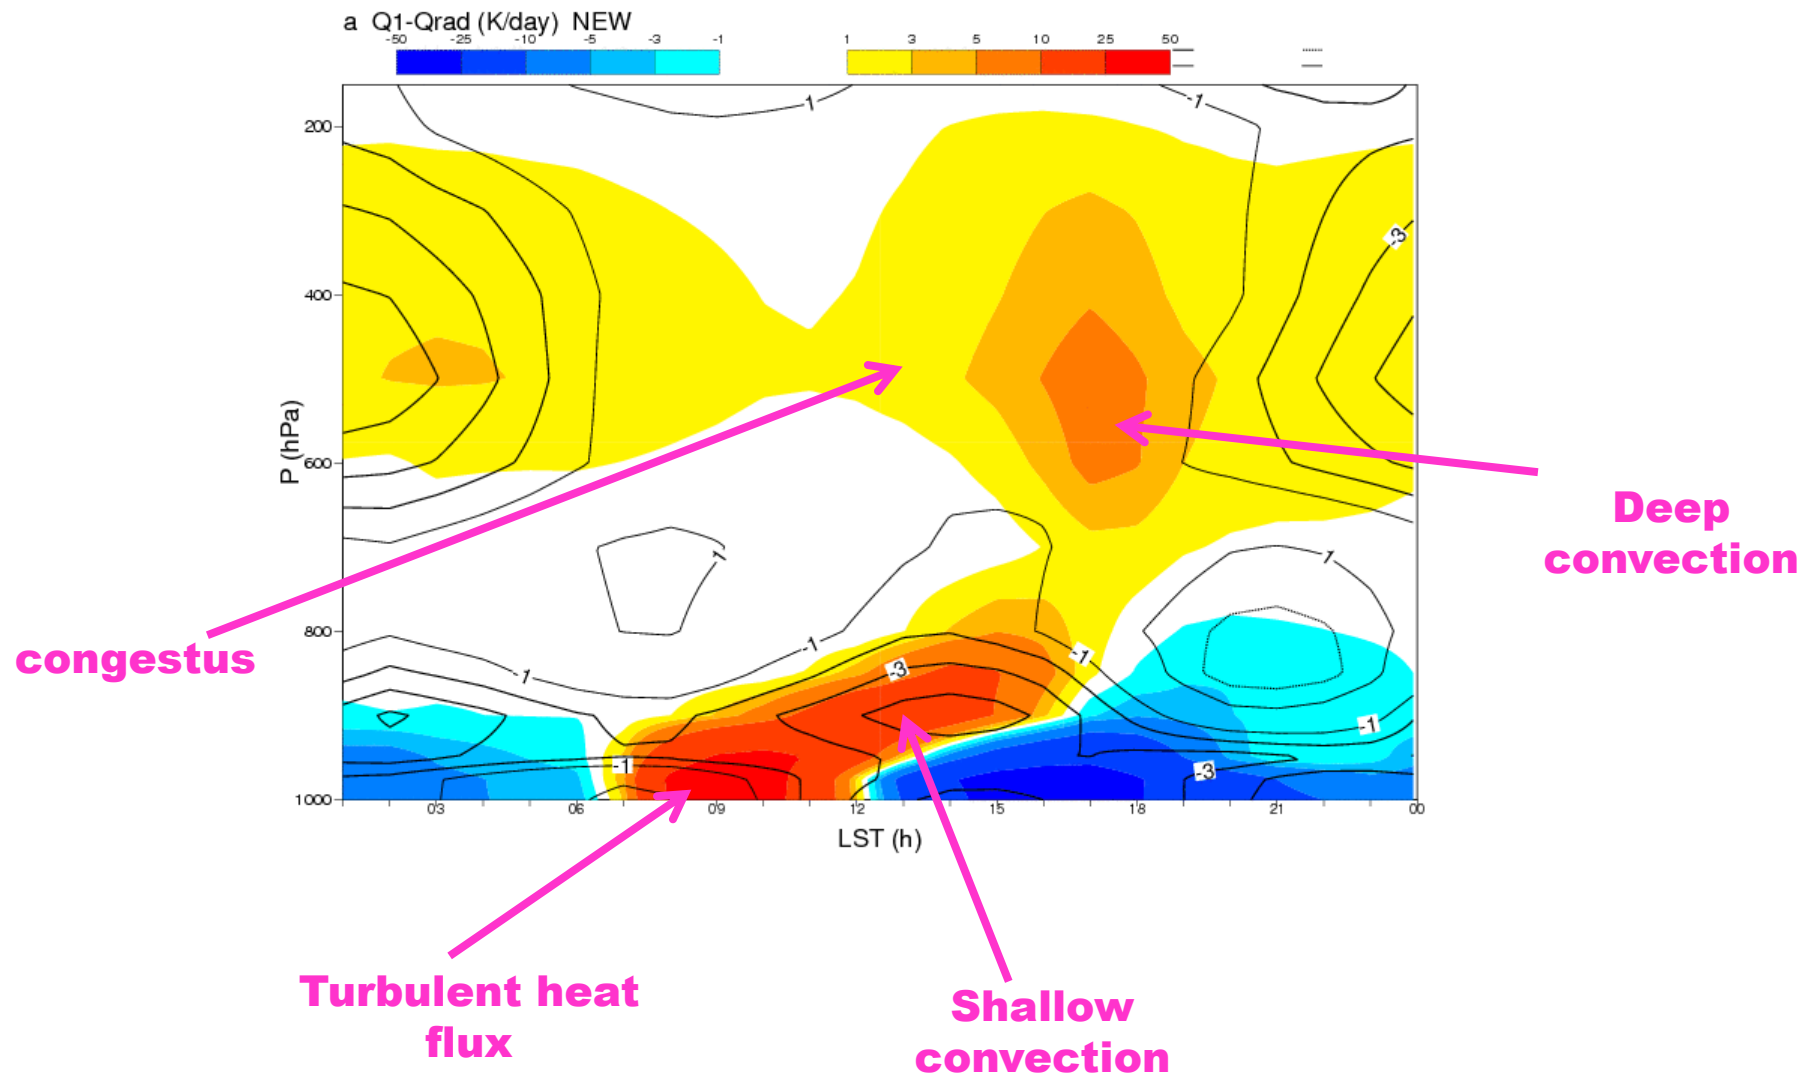 a Q1-Qrad (K/day) NEW
-50 -25 -10 -5 -3 -1 1 3 5 10 25 50
1 -1
200
-3
400
P (hPa)
600
Deep
convection
1 1
congestus
800
-1 -1 -3 -1
-1
-1 -3
1000
03 06 09 12 15 18 21 00
LST (h)
Turbulent heat
flux
Shallow
convection